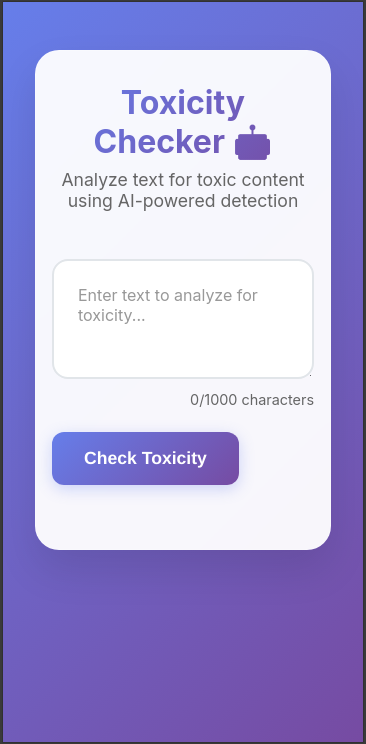 Toxicity
Checker 🤖
Analyze text for toxic content
using AI-powered detection
Enter text to analyze for
toxicity...
0/1000 characters
Check Toxicity